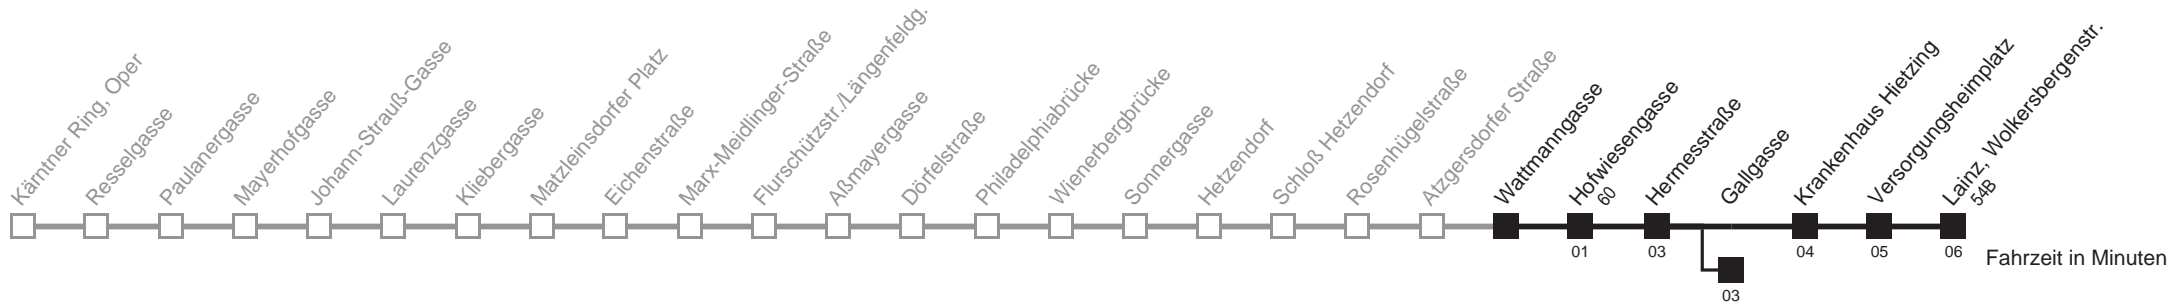 Kärntner Ring, Oper
Resselgasse
Paulanergasse
Mayerhofgasse
Johann-Strauß-Gasse
Laurenzgasse
Kliebergasse
Matzleinsdorfer Platz
Eichenstraße
Marx-Meidlinger-Straße
Flurschützstr./Längenfeldg.
Aßmayergasse
Dörfelstraße
Philadelphiabrücke
Wienerbergbrücke
Sonnergasse
Hetzendorf
Schloß Hetzendorf
Rosenhügelstraße
Atzgersdorfer Straße
Wattmanngasse
Hofwiesengasse
60
Hermesstraße
Gallgasse
Krankenhaus Hietzing
Versorgungsheimplatz
Lainz, Wolkersbergenstr.
54B
01
03
04
05
06
Fahrzeit in Minuten
03